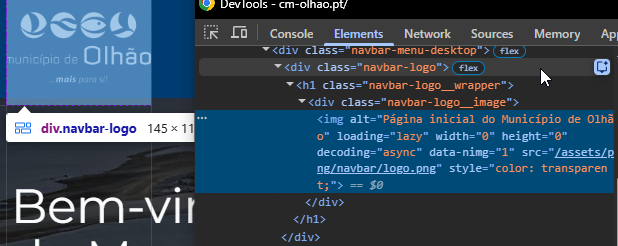 DevTools - cm-olhao.pt/
Elements
Console
Sources
Memory
<div class="navbar-menu-desktop"> flex
<div class="navbar-logo"> flex
<h1 class="navbar-logo__wrapper">
<div class="navbar-logo__image">
<img alt="Página inicial do Município de Olhã
o" loading="lazy" width="0" height="0"
decoding="async" data-nimg="1" src="/assets/p
ng/navbar/logo.png" style="color: transparen
t;"> == $0
</div>
</h1>
</div>
município de Olhão
...mais para si!
div.navbar-logo 145 × 11
Bem-vin